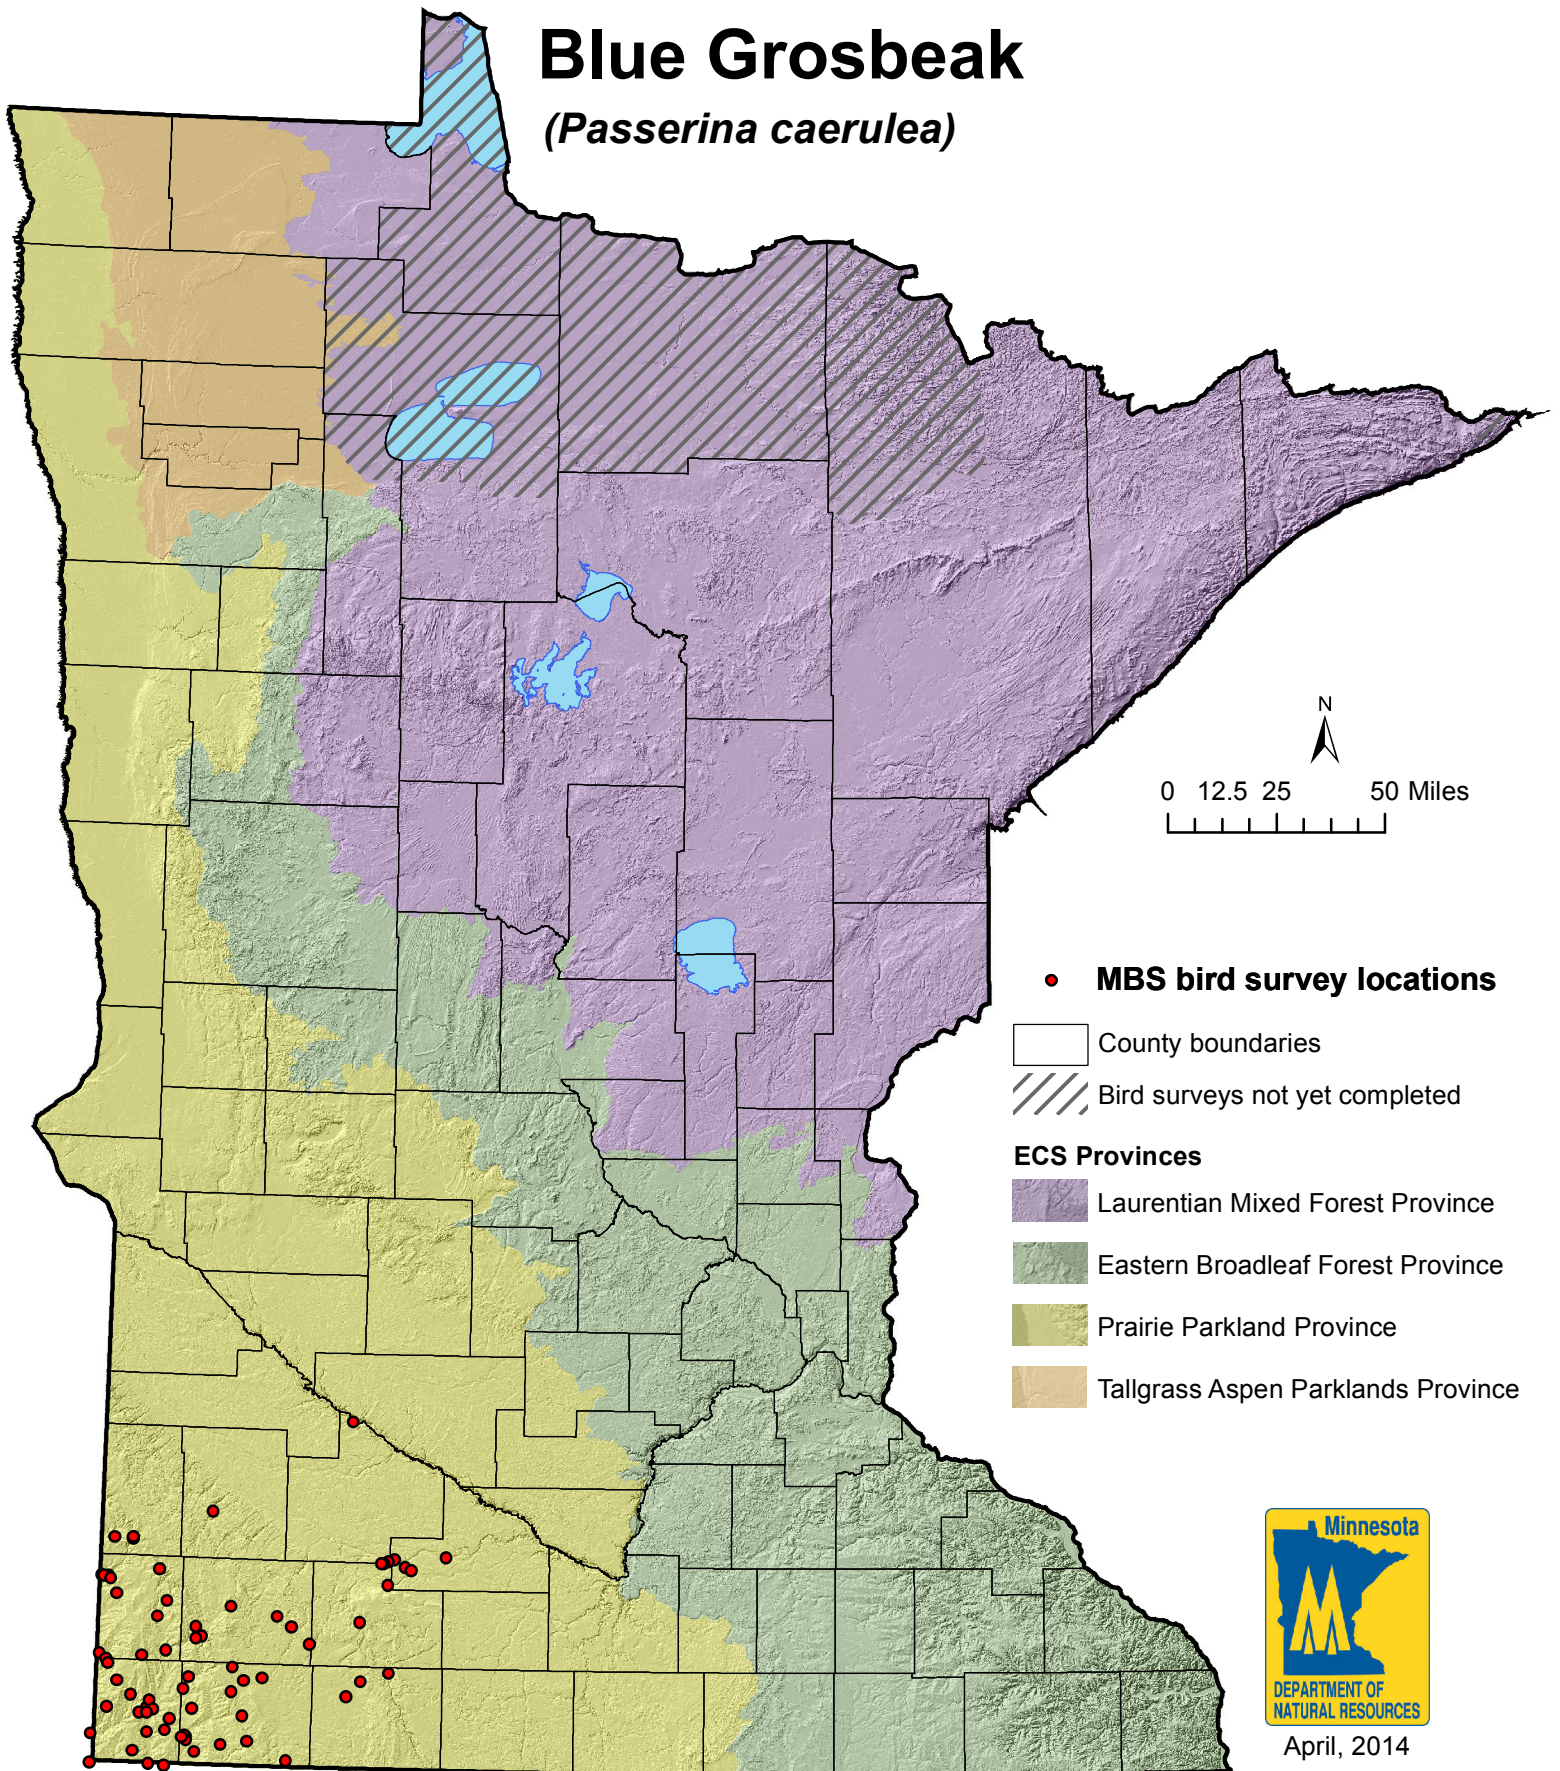 Blue Grosbeak
(Passerina caerulea)
N
0 12.5 25 50 Miles
MBS bird survey locations
County boundaries
Bird surveys not yet completed
ECS Provinces
Laurentian Mixed Forest Province
Eastern Broadleaf Forest Province
Prairie Parkland Province
Tallgrass Aspen Parklands Province
Minnesota
DEPARTMENT OF
NATURAL RESOURCES
April, 2014